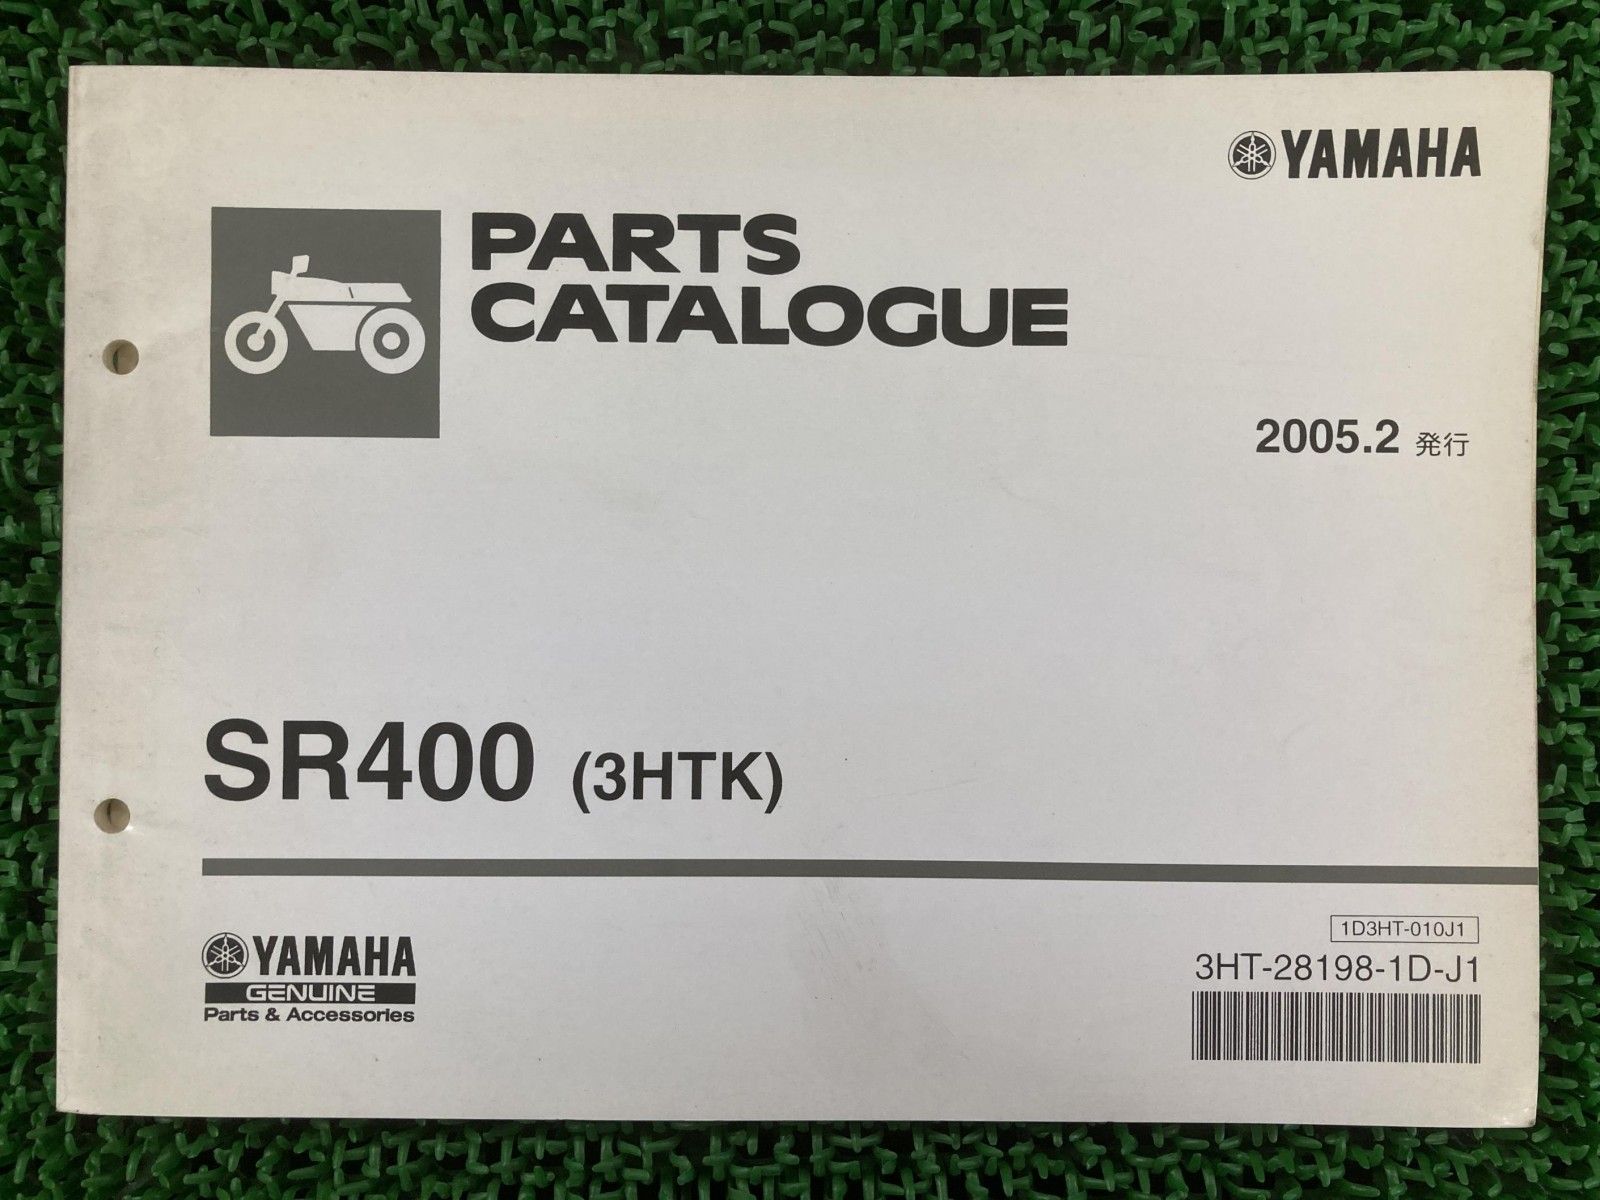 YAMAHA
PARTS
CATALOGUE
2005.2 発行
SR400 (3HTK)
1D3HT-010J1
3HT-28198-1D-J1
YAMAHA
GENUINE
Parts & Accessories